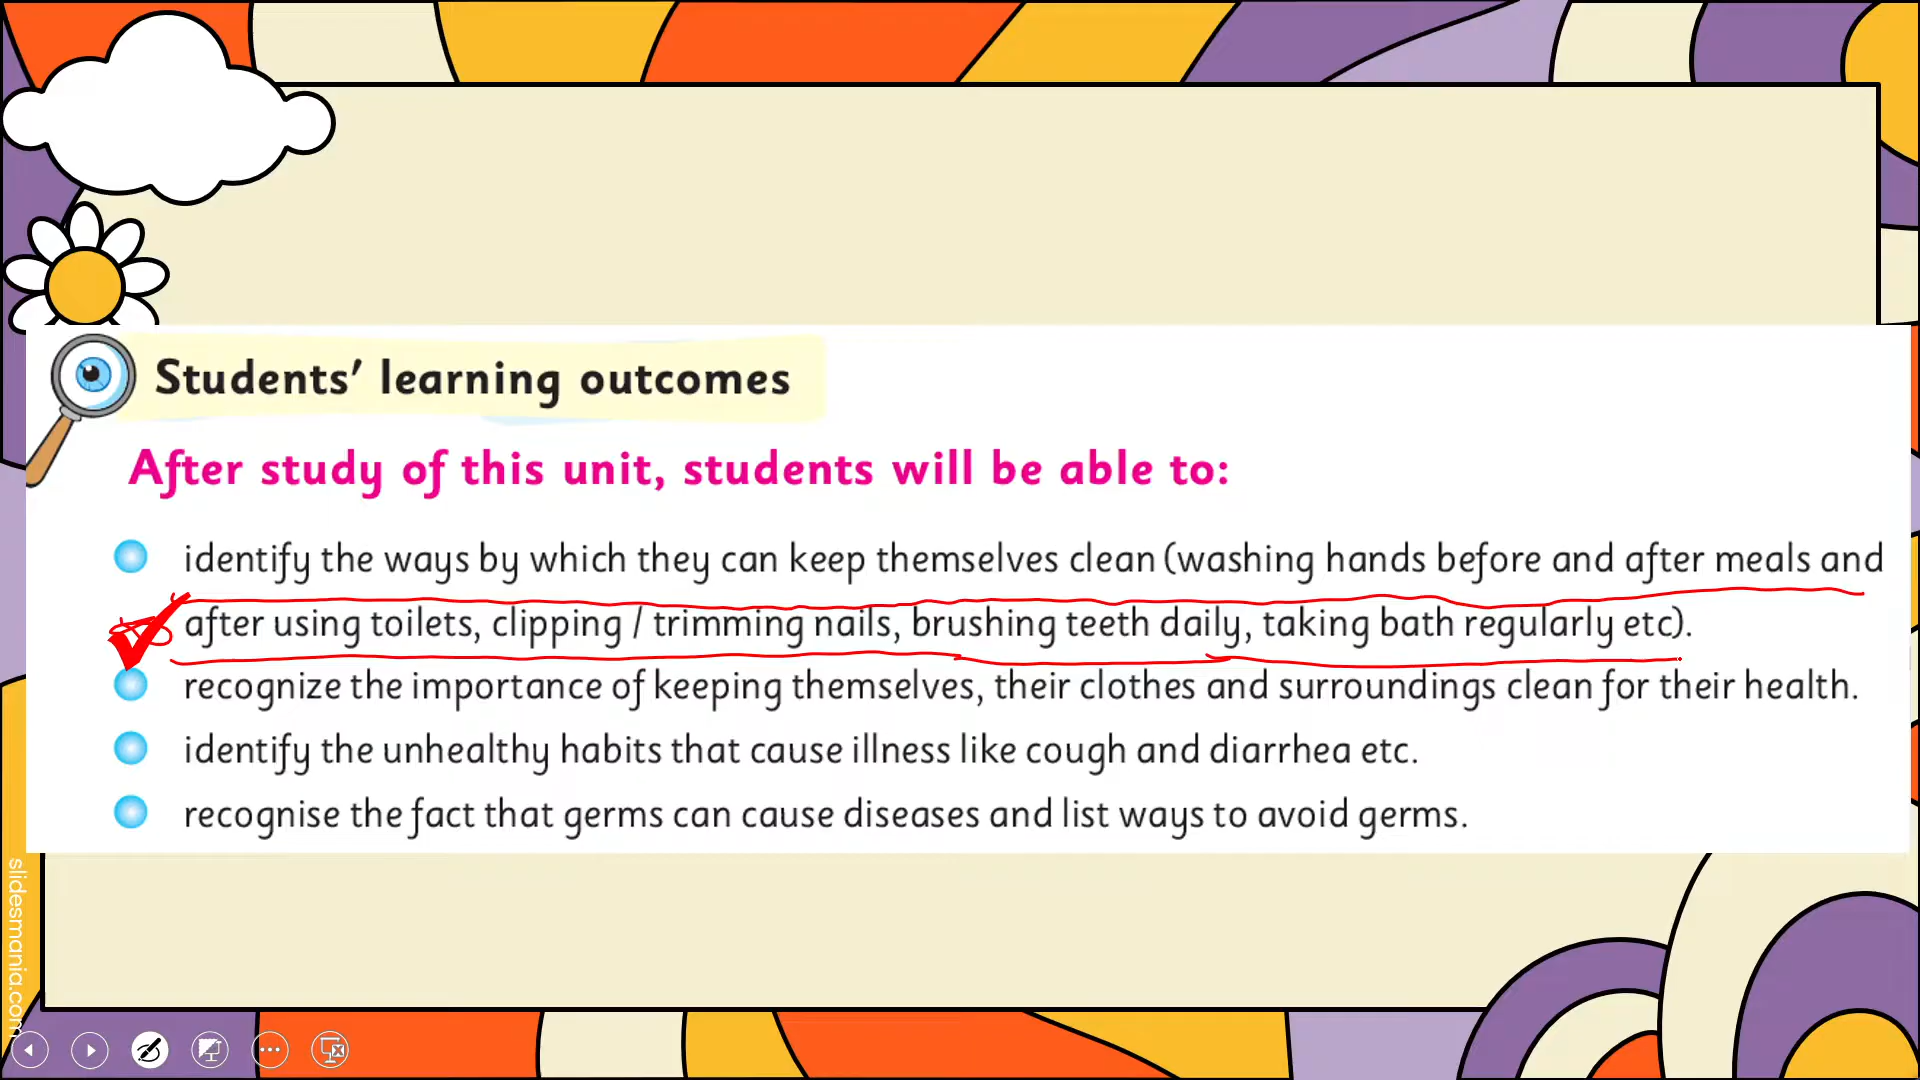 Students' learning outcomes
After study of this unit, students will be able to:
identify the ways by which they can keep themselves clean (washing hands before and after meals and
after using toilets, clipping / trimming nails, brushing teeth daily, taking bath regularly etc).
recognize the importance of keeping themselves, their clothes and surroundings clean for their health.
identify the unhealthy habits that cause illness like cough and diarrhea etc.
recognise the fact that germs can cause diseases and list ways to avoid germs.
slidesmania.com